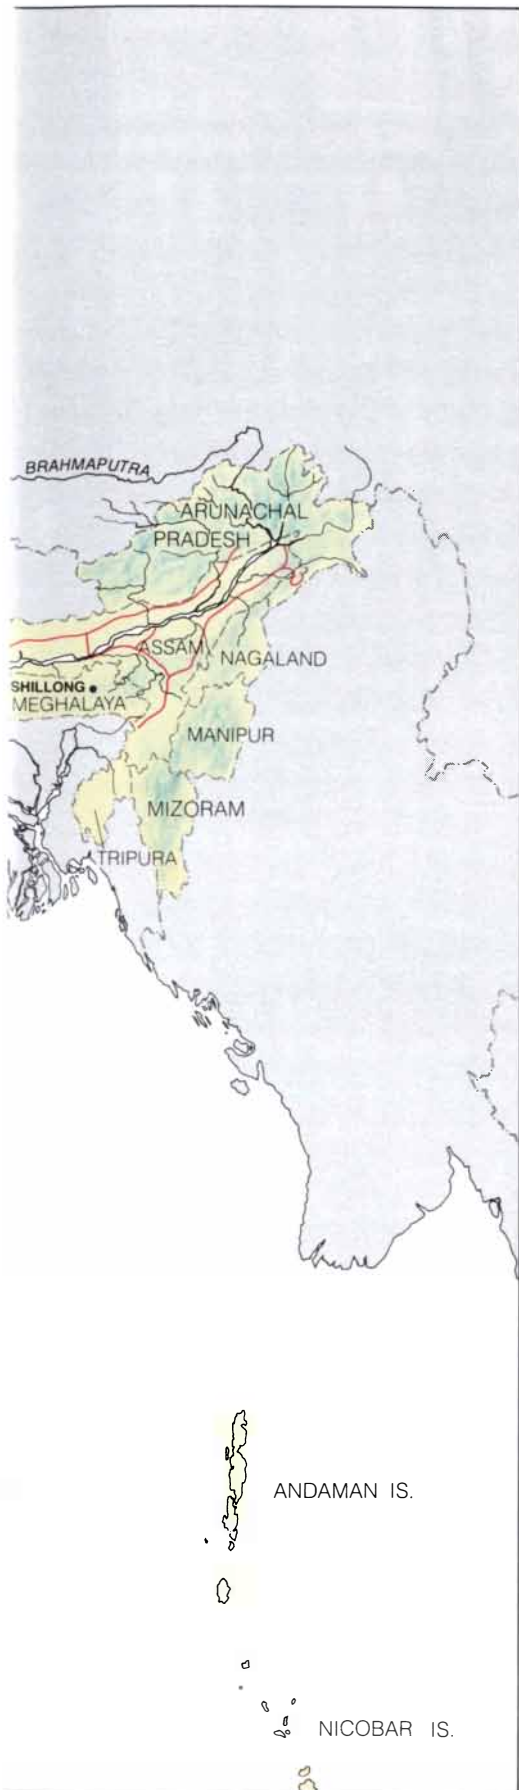 BRAHMAPUTRA
ARUNACHAL
PRADESH
ASSAM
NAGALAND
SHILLONG
MEGHALAYA
MANIPUR
MIZORAM
TRIPURA
ANDAMAN IS.
NICOBAR IS.